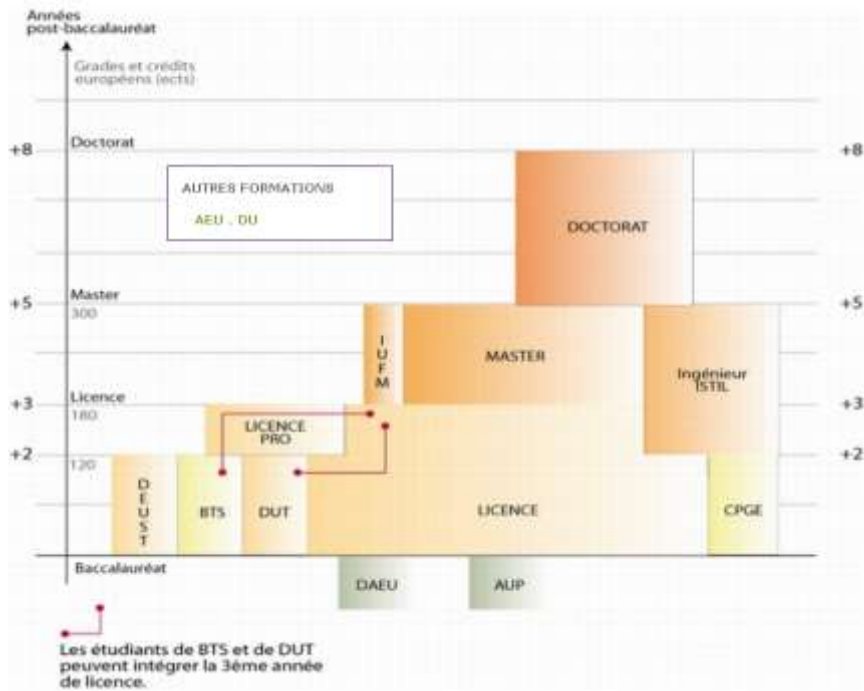 Années
post-baccalauréat
Grades et crédits
européens (ects)
+8
Doctorat
+8
AUTRES FORMATIONS
AEU . DU
DOCTORAT
+5
Master
300
+5
I
U
F
M
MASTER
Ingénieur
ISTIL
+3
Licence
180
+3
LICENCE
PRO
+2
120
+2
D
E
U
S
T
BTS
DUT
LICENCE
CPGE
Baccalauréat
DAEU
AUP
Les étudiants de BTS et de DUT
peuvent intégrer la 3éme année
de licence.